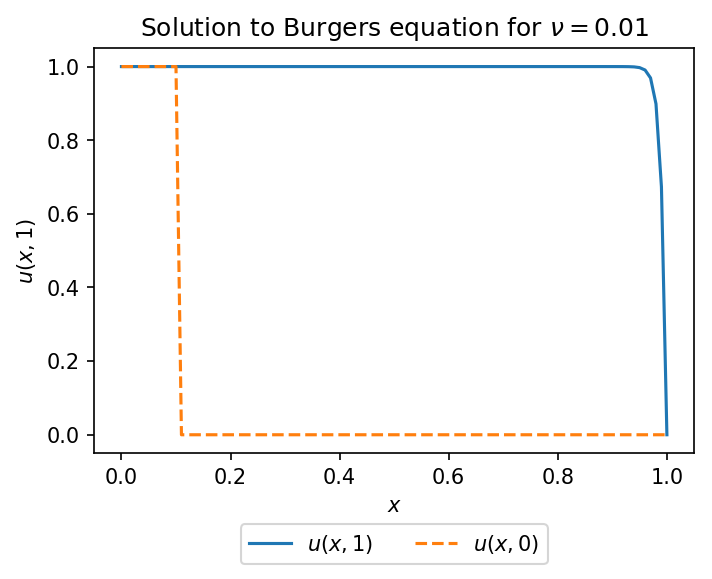 Solution to Burgers equation for ν = 0.01
u(x, 1)
1.0
0.8
0.6
0.4
0.2
0.0
0.0 0.2 0.4 0.6 0.8 1.0
x
u(x, 1) u(x, 0)